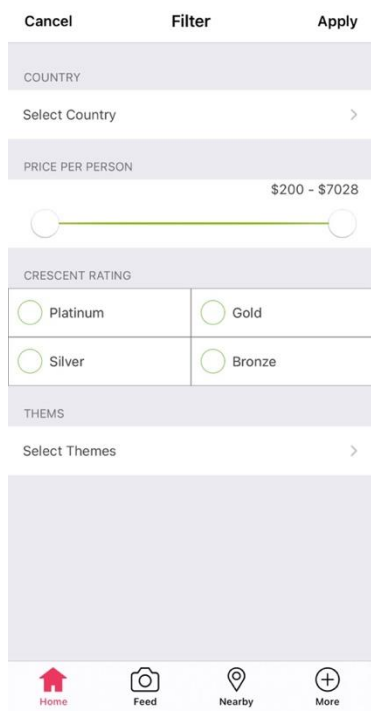 Cancel Filter Apply
COUNTRY
Select Country
PRICE PER PERSON
$200 - $7028
CRESCENT RATING
Platinum Gold
Silver Bronze
THEMS
Select Themes
Home Feed Nearby More